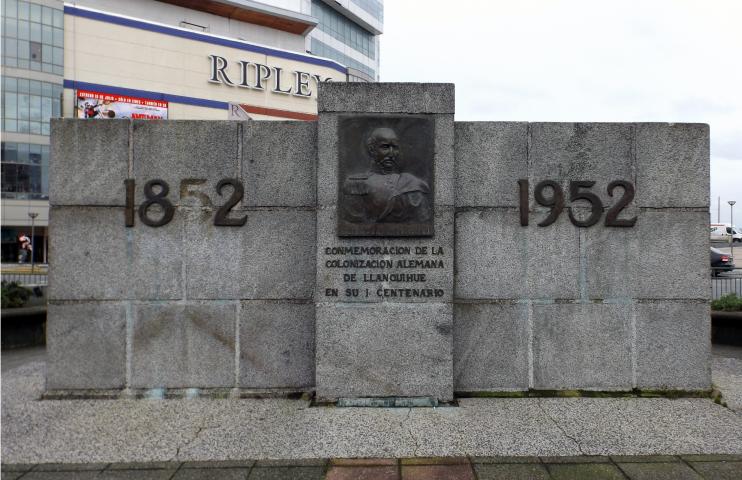 RIPLEY
1852
1952
CONMEMORACION DE LA
COLONIZACION ALEMANA
DE LLANQUIHUE
EN SU I CENTENARIO